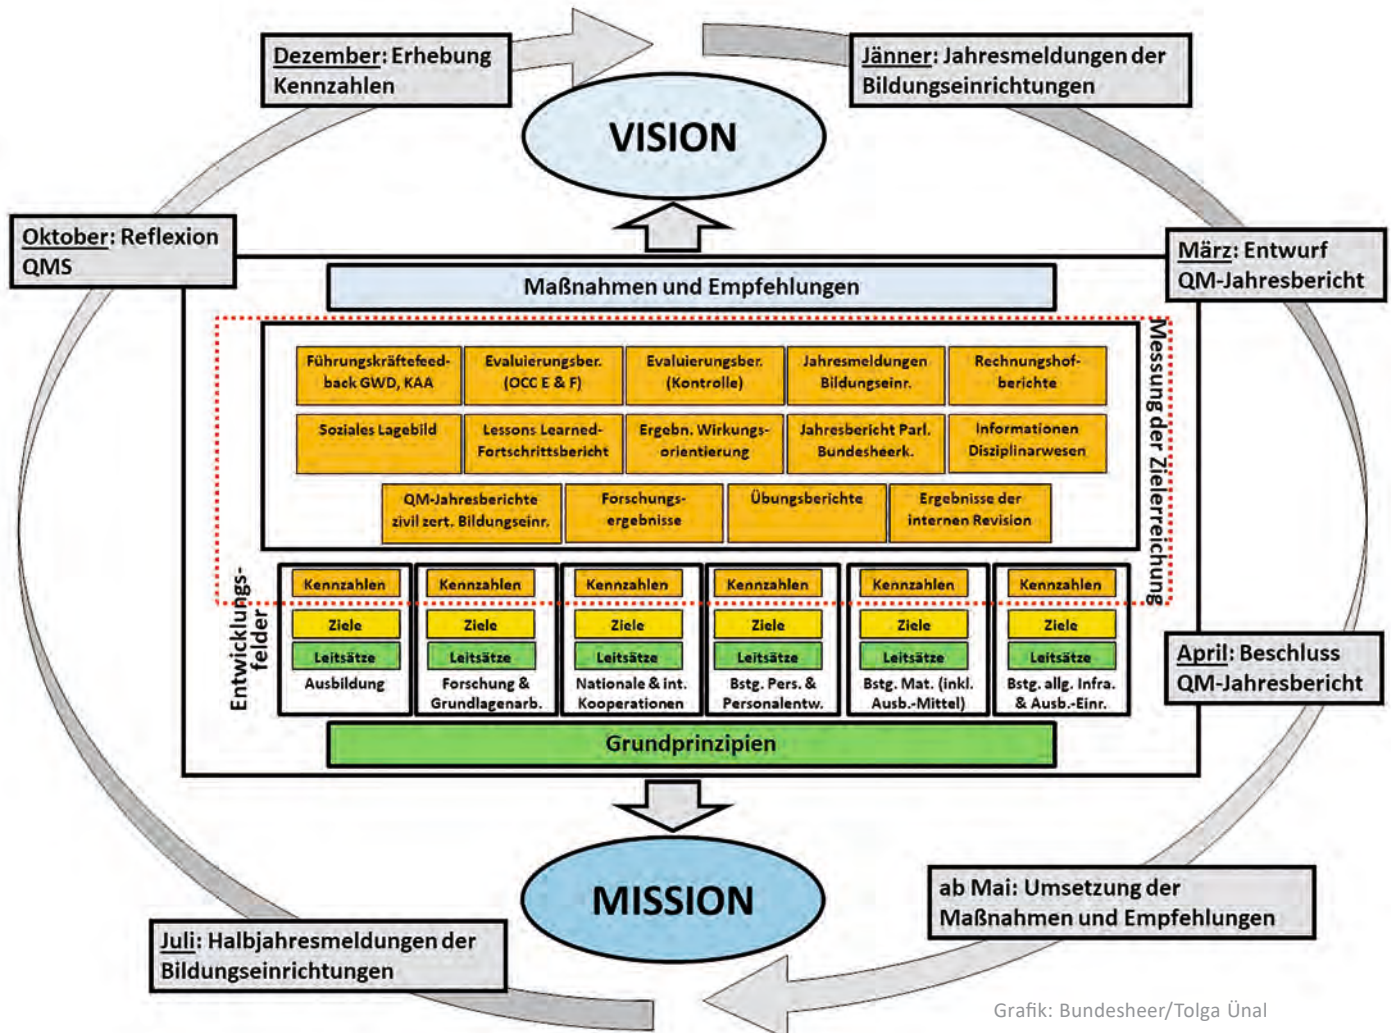 Dezember: Erhebung
Kennzahlen
Jänner: Jahresmeldungen der
Bildungseinrichtungen
VISION
Oktober: Reflexion
QMS
März: Entwurf
QM-Jahresbericht
Maßnahmen und Empfehlungen
Messung der Zielerreichung
Führungskräftefeed-
back GWD, KAA
Evaluierungsber.
(OCC E & F)
Evaluierungsber.
(Kontrolle)
Jahresmeldungen
Bildungseinr.
Rechnungshof-
berichte
Soziales Lagebild
Lessons Learned-
Fortschrittsbericht
Ergebn. Wirkungs-
orientierung
Jahresbericht Parl.
Bundesheerk.
Informationen
Disziplinarwesen
QM-Jahresberichte
zivil zert. Bildungseinr.
Forschungs-
ergebnisse
Übungsberichte
Ergebnisse der
internen Revision
Entwicklungs-
felder
Kennzahlen
Ziele
Leitsätze
Ausbildung
Kennzahlen
Ziele
Leitsätze
Forschung &
Grundlagenarb.
Kennzahlen
Ziele
Leitsätze
Nationale & int.
Kooperationen
Kennzahlen
Ziele
Leitsätze
Bstg. Pers. &
Personalentw.
Kennzahlen
Ziele
Leitsätze
Bstg. Mat. (inkl.
Ausb.-Mittel)
Kennzahlen
Ziele
Leitsätze
Bstg. allg. Infra.
& Ausb.-Einr.
Grundprinzipien
April: Beschluss
QM-Jahresbericht
MISSION
ab Mai: Umsetzung der
Maßnahmen und Empfehlungen
Juli: Halbjahresmeldungen der
Bildungseinrichtungen
Grafik: Bundesheer/Tolga Ünal